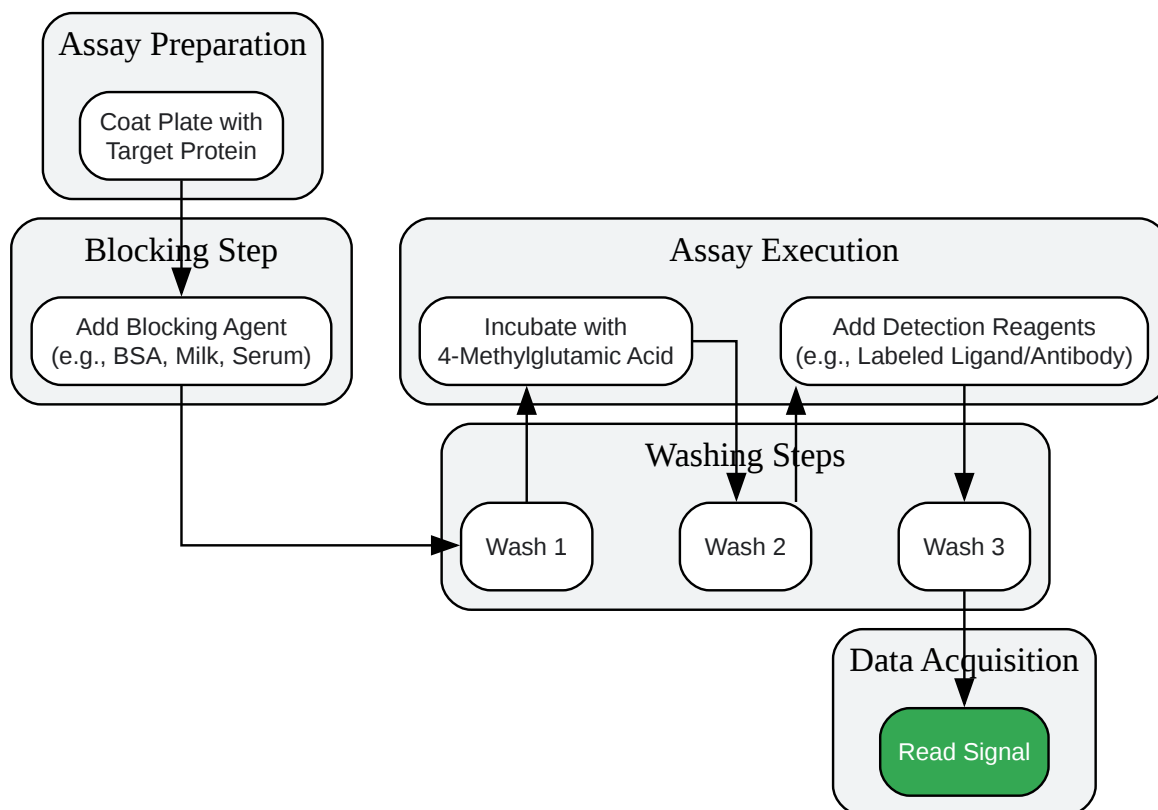 Assay Preparation
Coat Plate with
Target Protein
Blocking Step
Add Blocking Agent
(e.g., BSA, Milk, Serum)
Assay Execution
Incubate with
4-Methylglutamic Acid
Add Detection Reagents
(e.g., Labeled Ligand/Antibody)
Washing Steps
Wash 1
Wash 2
Wash 3
Data Acquisition
Read Signal